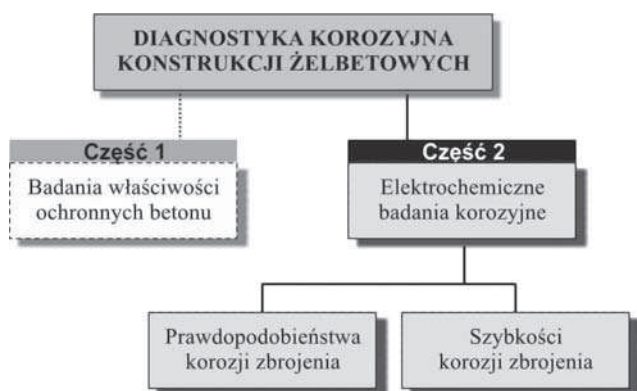 DIAGNOSTYKA KOROZYJNA
KONSTRUKCJI ŻELBETOWYCH
Część 1
Badania właściwości
ochronnych betonu
Część 2
Elektrochemiczne
badania korozyjne
Prawdopodobieństwa
korozji zbrojenia
Szybkości
korozji zbrojenia